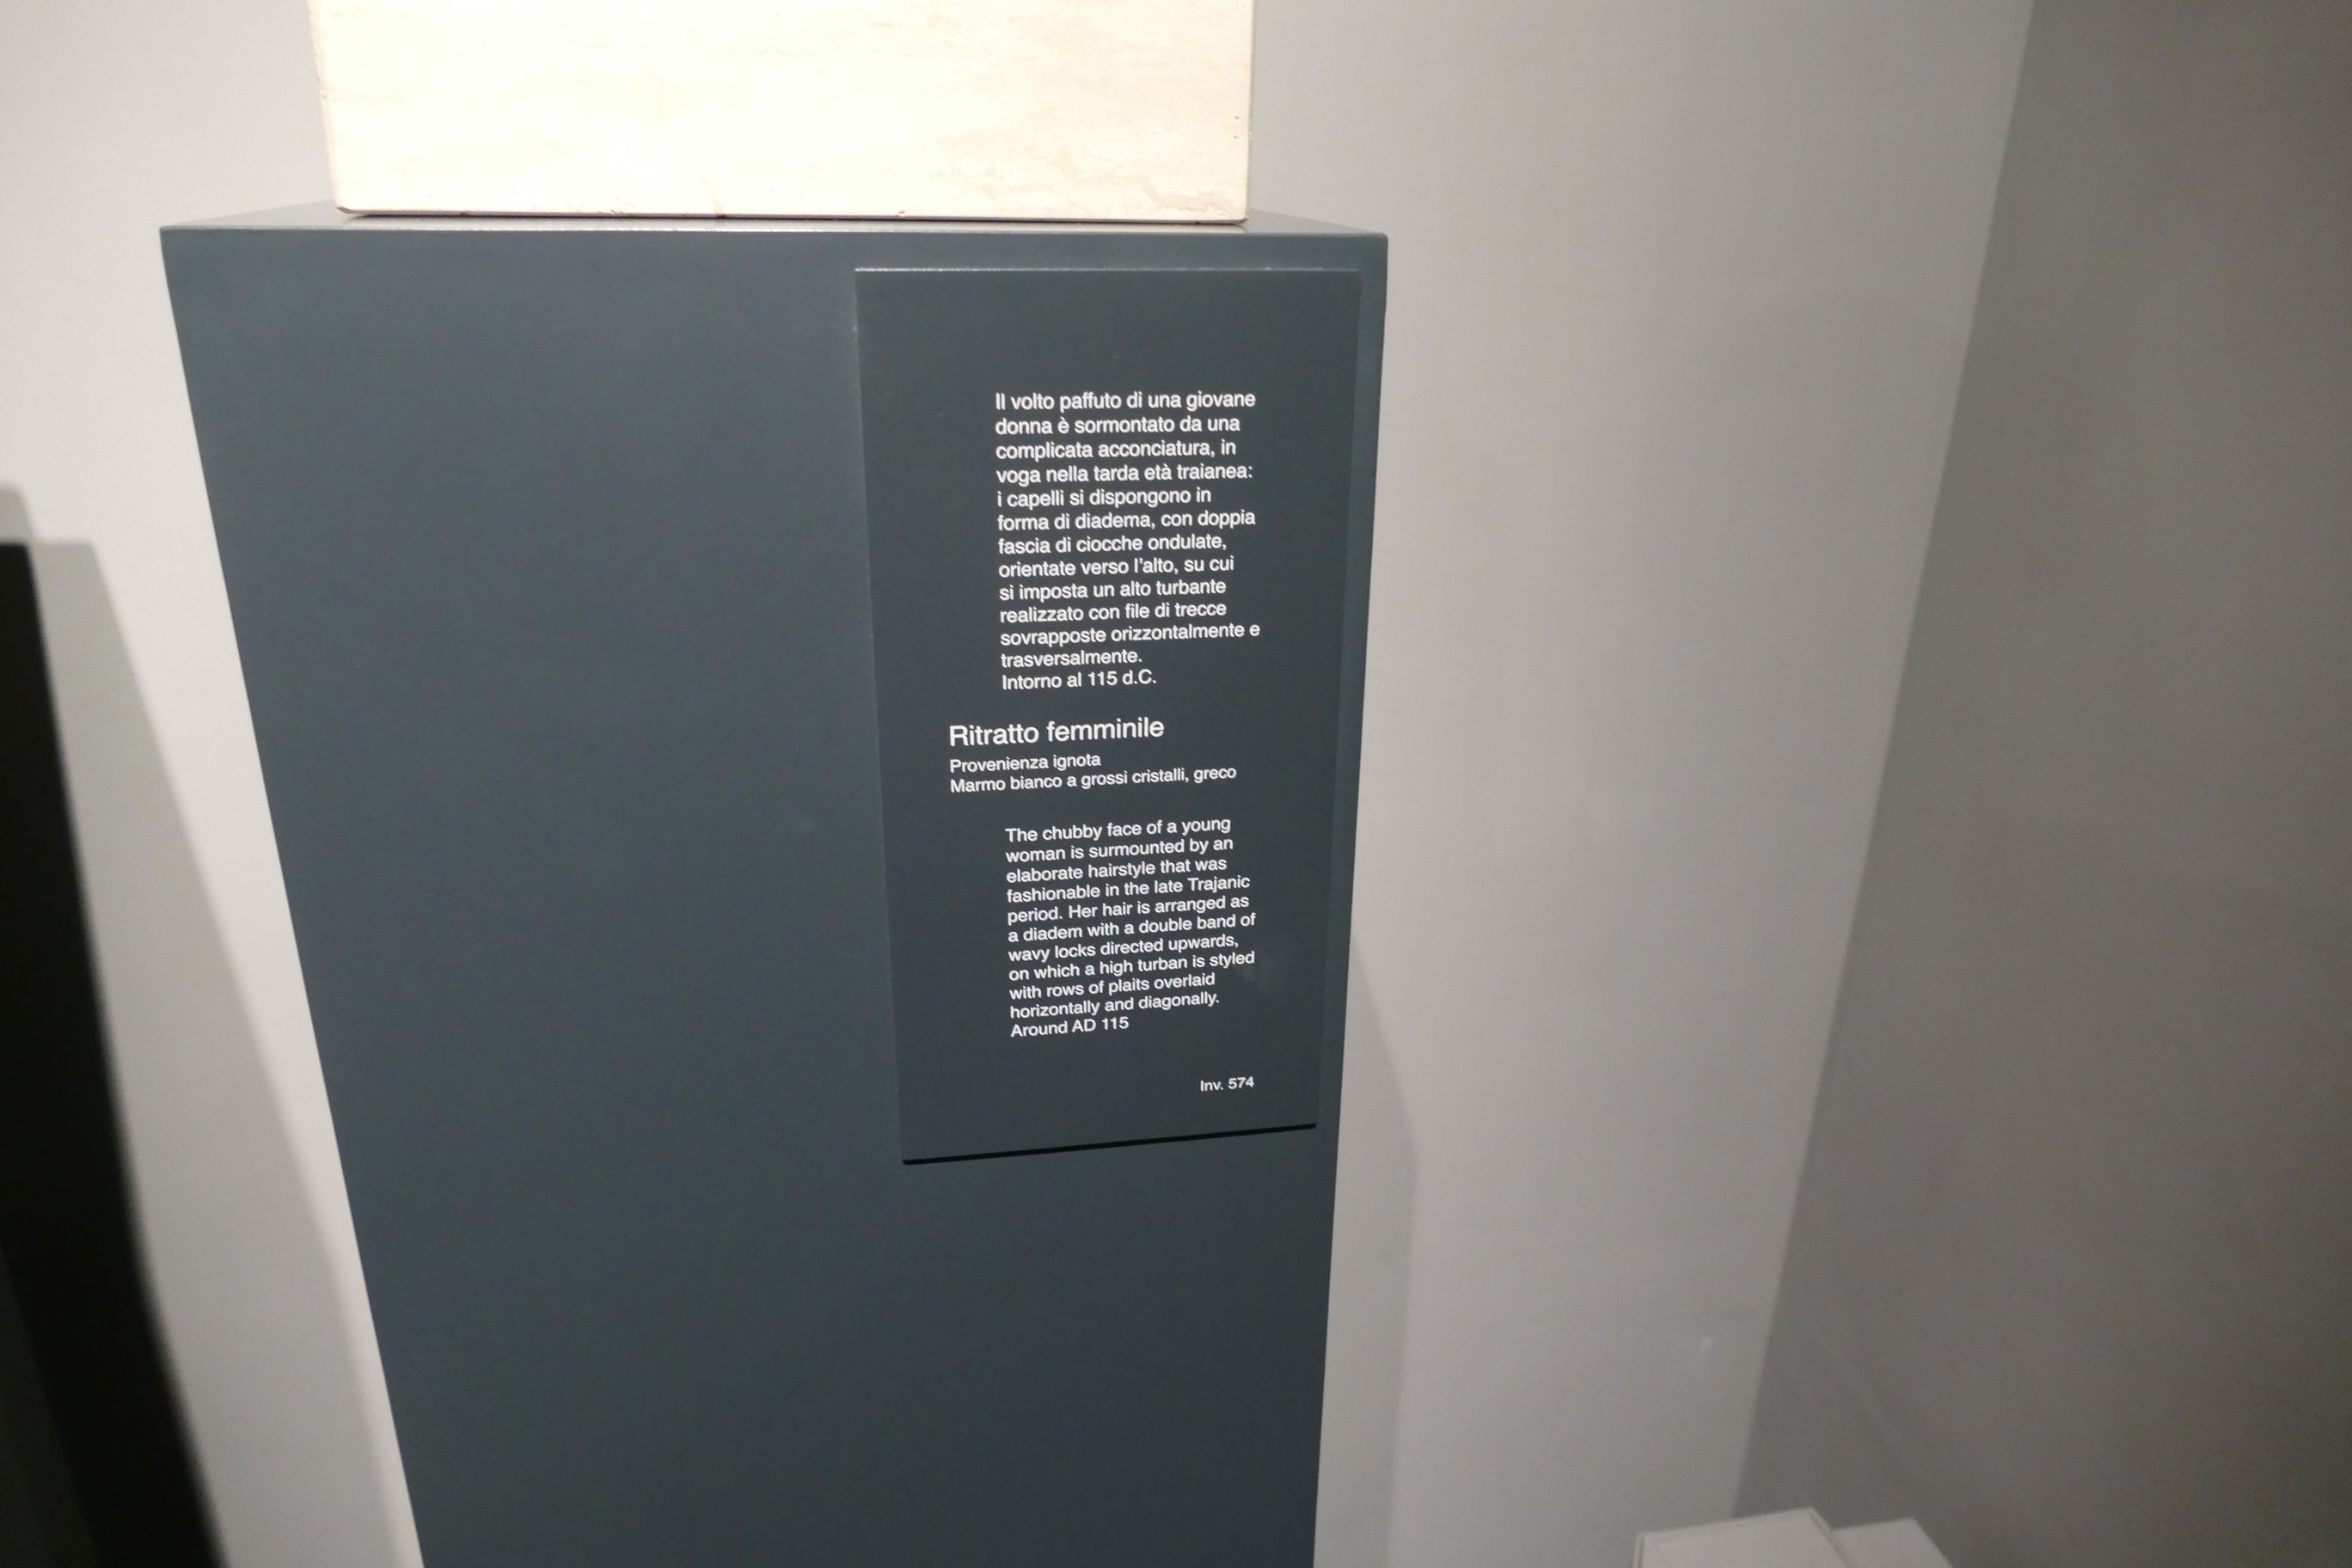 Il volto paffuto di una giovane
donna è sormontato da una
complicata acconciatura, in
voga nella tarda età traianea:
i capelli si dispongono in
forma di diadema, con doppia
fascia di ciocche ondulate,
orientate verso l'alto, su cui
si imposta un alto turbante
realizzato con file di trecce
sovrapposte orizzontalmente e
trasversalmente.
Intorno al 115 d.C.
Ritratto femminile
Provenienza ignota
Marmo bianco a grossi cristalli, greco
The chubby face of a young
woman is surmounted by an
elaborate hairstyle that was
fashionable in the late Trajanic
period. Her hair is arranged as
a diadem with a double band of
wavy locks directed upwards,
on which a high turban is styled
with rows of plaits overlaid
horizontally and diagonally.
Around AD 115
Inv. 574